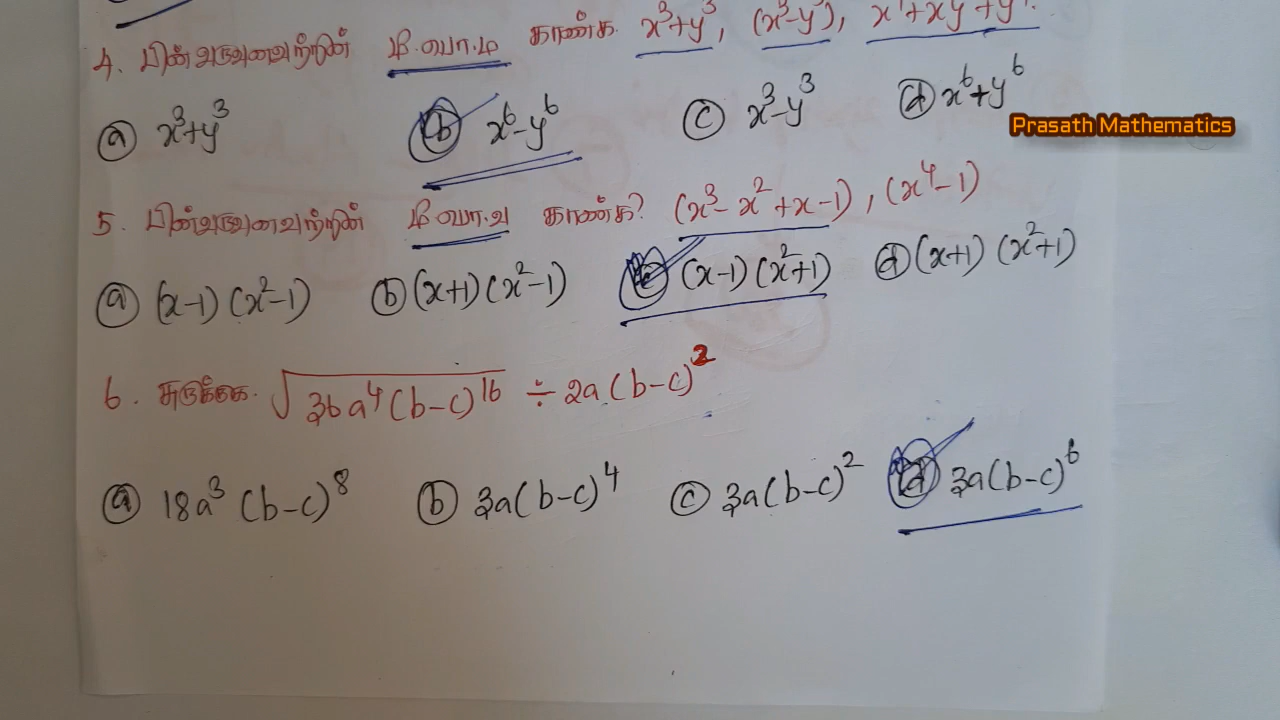 4. பின்வருவனவற்றின் மீ.பொ.ம காண்க. x³+y³, (x³-y³), x⁴+x²y²+y⁴.
ⓐ x³+y³ ⓑ x⁶-y⁶ ⓒ x³-y³ ⓓ x⁶+y⁶
Prasath Mathematics
5. பின்வருவனவற்றின் மீ.பொ.வ காண்க? (x³-x²+x-1), (x⁴-1)
ⓐ (x-1)(x²-1) ⓑ (x+1)(x²-1) ⓒ (x-1)(x²+1) ⓓ (x+1)(x²+1)
6. சுருக்குக. √36a⁴(b-c)¹⁶ ÷ 2a(b-c)²
ⓐ 18a³(b-c)⁸ ⓑ 3a(b-c)⁴ ⓒ 3a(b-c)² ⓓ 3a(b-c)⁶